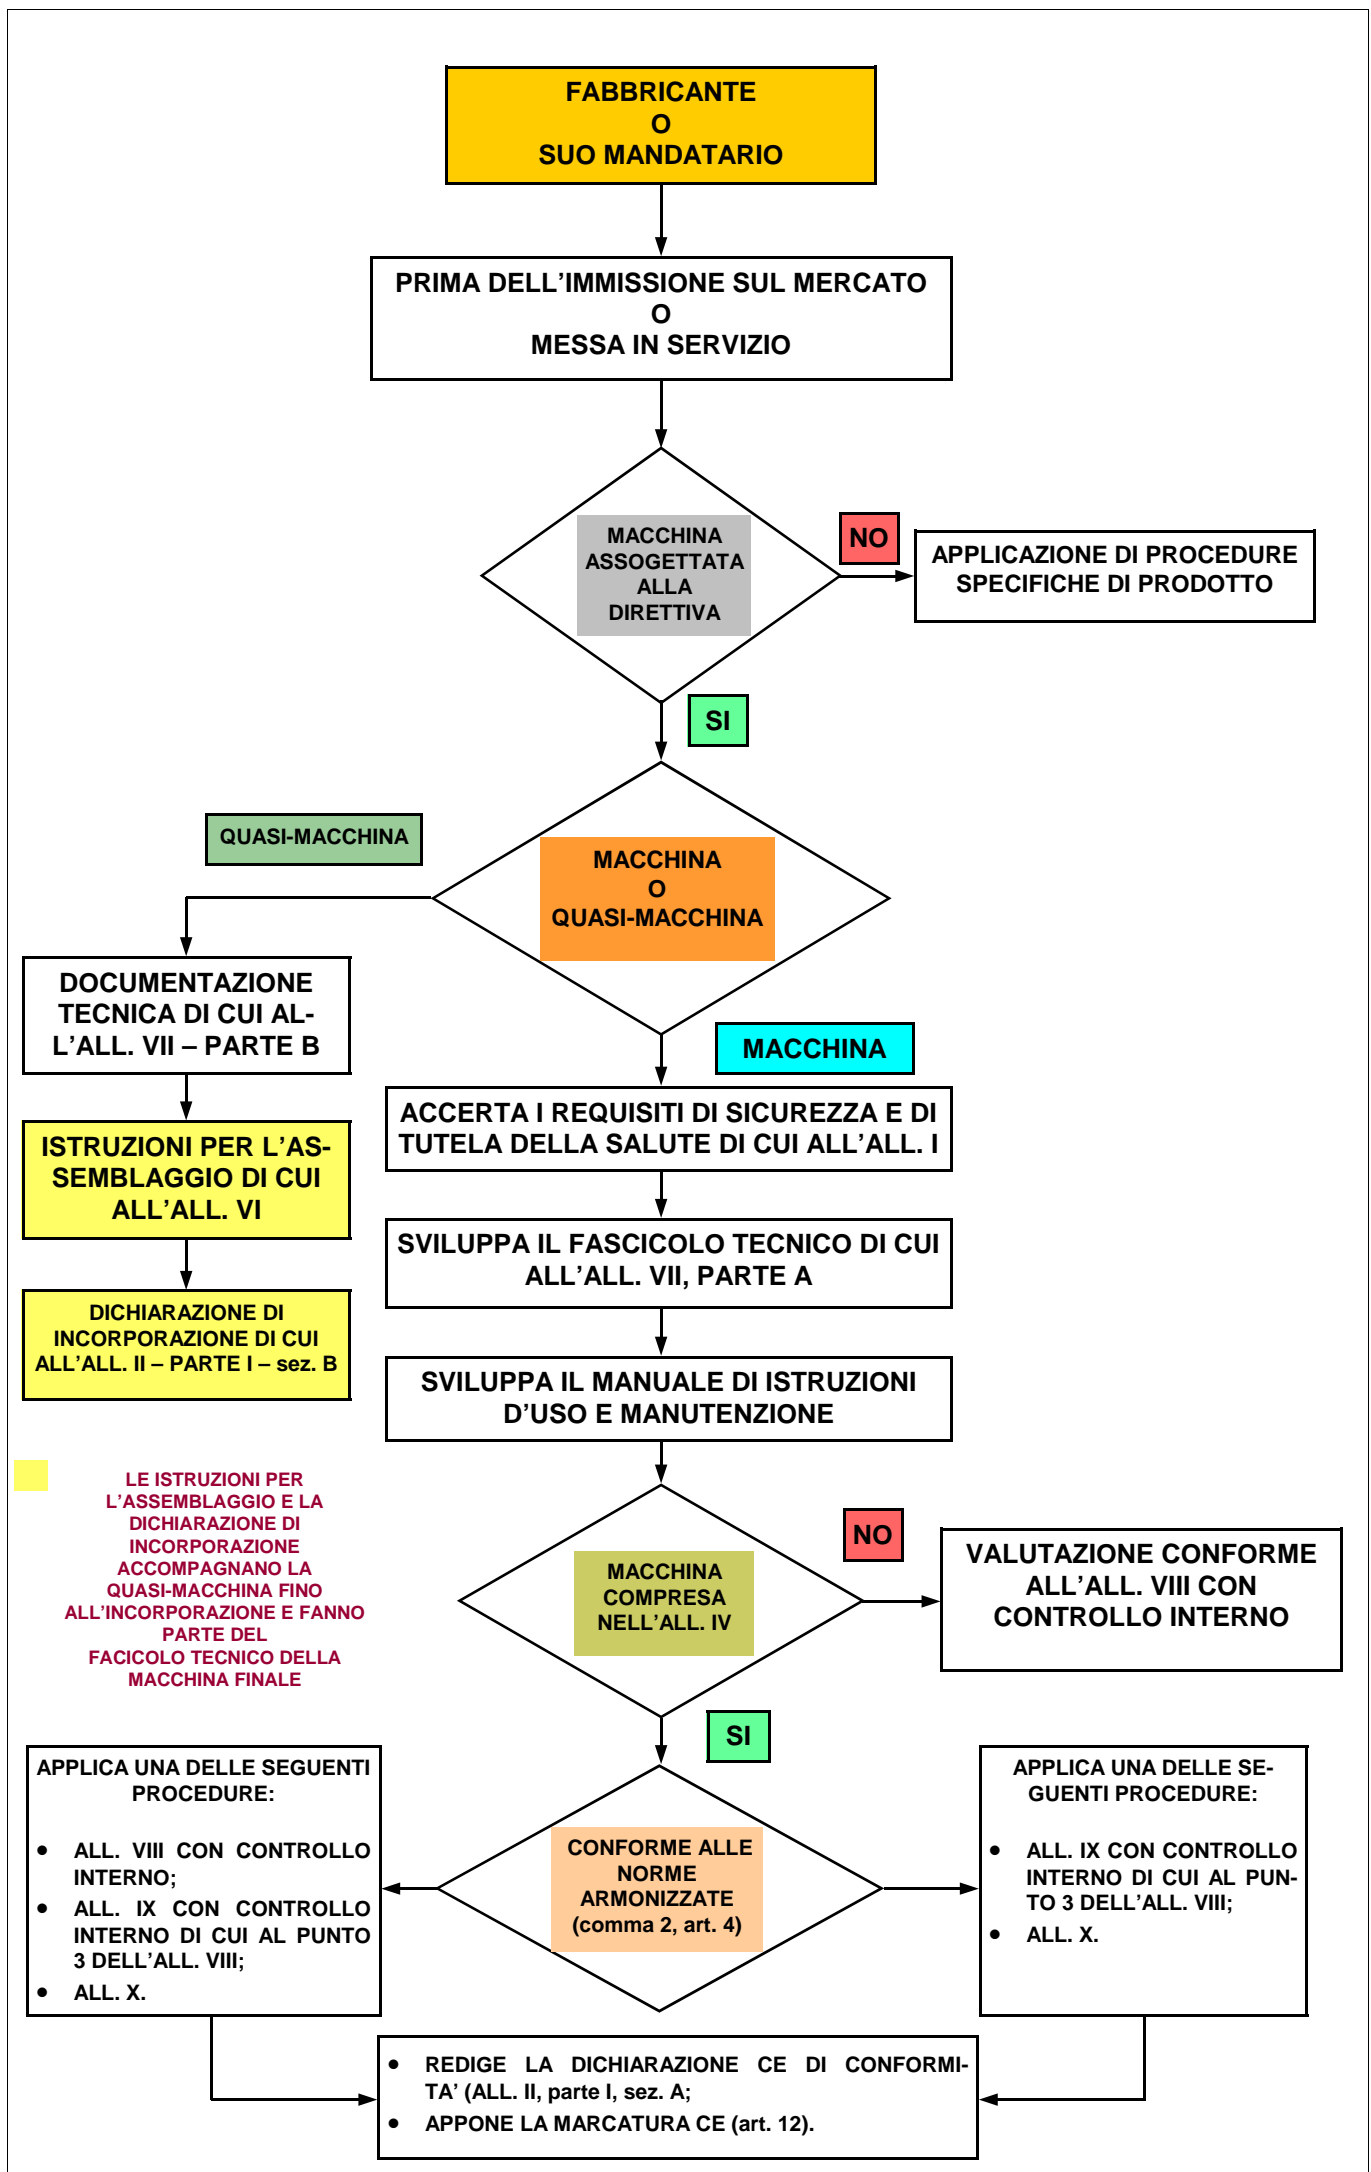 FABBRICANTE
O
SUO MANDATARIO
PRIMA DELL’IMMISSIONE SUL MERCATO
O
MESSA IN SERVIZIO
MACCHINA
ASSOGETTATA
ALLA
DIRETTIVA
NO
APPLICAZIONE DI PROCEDURE
SPECIFICHE DI PRODOTTO
SI
QUASI-MACCHINA
MACCHINA
O
QUASI-MACCHINA
DOCUMENTAZIONE
TECNICA DI CUI AL-
L’ALL. VII – PARTE B
MACCHINA
ISTRUZIONI PER L’AS-
SEMBLAGGIO DI CUI
ALL’ALL. VI
ACCERTA I REQUISITI DI SICUREZZA E DI
TUTELA DELLA SALUTE DI CUI ALL’ALL. I
SVILUPPA IL FASCICOLO TECNICO DI CUI
ALL’ALL. VII, PARTE A
DICHIARAZIONE DI
INCORPORAZIONE DI CUI
ALL’ALL. II – PARTE I – sez. B
SVILUPPA IL MANUALE DI ISTRUZIONI
D’USO E MANUTENZIONE
LE ISTRUZIONI PER
L’ASSEMBLAGGIO E LA
DICHIARAZIONE DI
INCORPORAZIONE
ACCOMPAGNANO LA
QUASI-MACCHINA FINO
ALL’INCORPORAZIONE E FANNO
PARTE DEL
FACICOLO TECNICO DELLA
MACCHINA FINALE
MACCHINA
COMPRESA
NELL’ALL. IV
NO
VALUTAZIONE CONFORME
ALL’ALL. VIII CON
CONTROLLO INTERNO
SI
APPLICA UNA DELLE SEGUENTI
PROCEDURE:
• ALL. VIII CON CONTROLLO
INTERNO;
• ALL. IX CON CONTROLLO
INTERNO DI CUI AL PUNTO
3 DELL’ALL. VIII;
• ALL. X.
CONFORME ALLE
NORME
ARMONIZZATE
(comma 2, art. 4)
APPLICA UNA DELLE SE-
GUENTI PROCEDURE:
• ALL. IX CON CONTROLLO
INTERNO DI CUI AL PUN-
TO 3 DELL’ALL. VIII;
• ALL. X.
• REDIGE LA DICHIARAZIONE CE DI CONFORMI-
TA’ (ALL. II, parte I, sez. A;
• APPONE LA MARCATURA CE (art. 12).